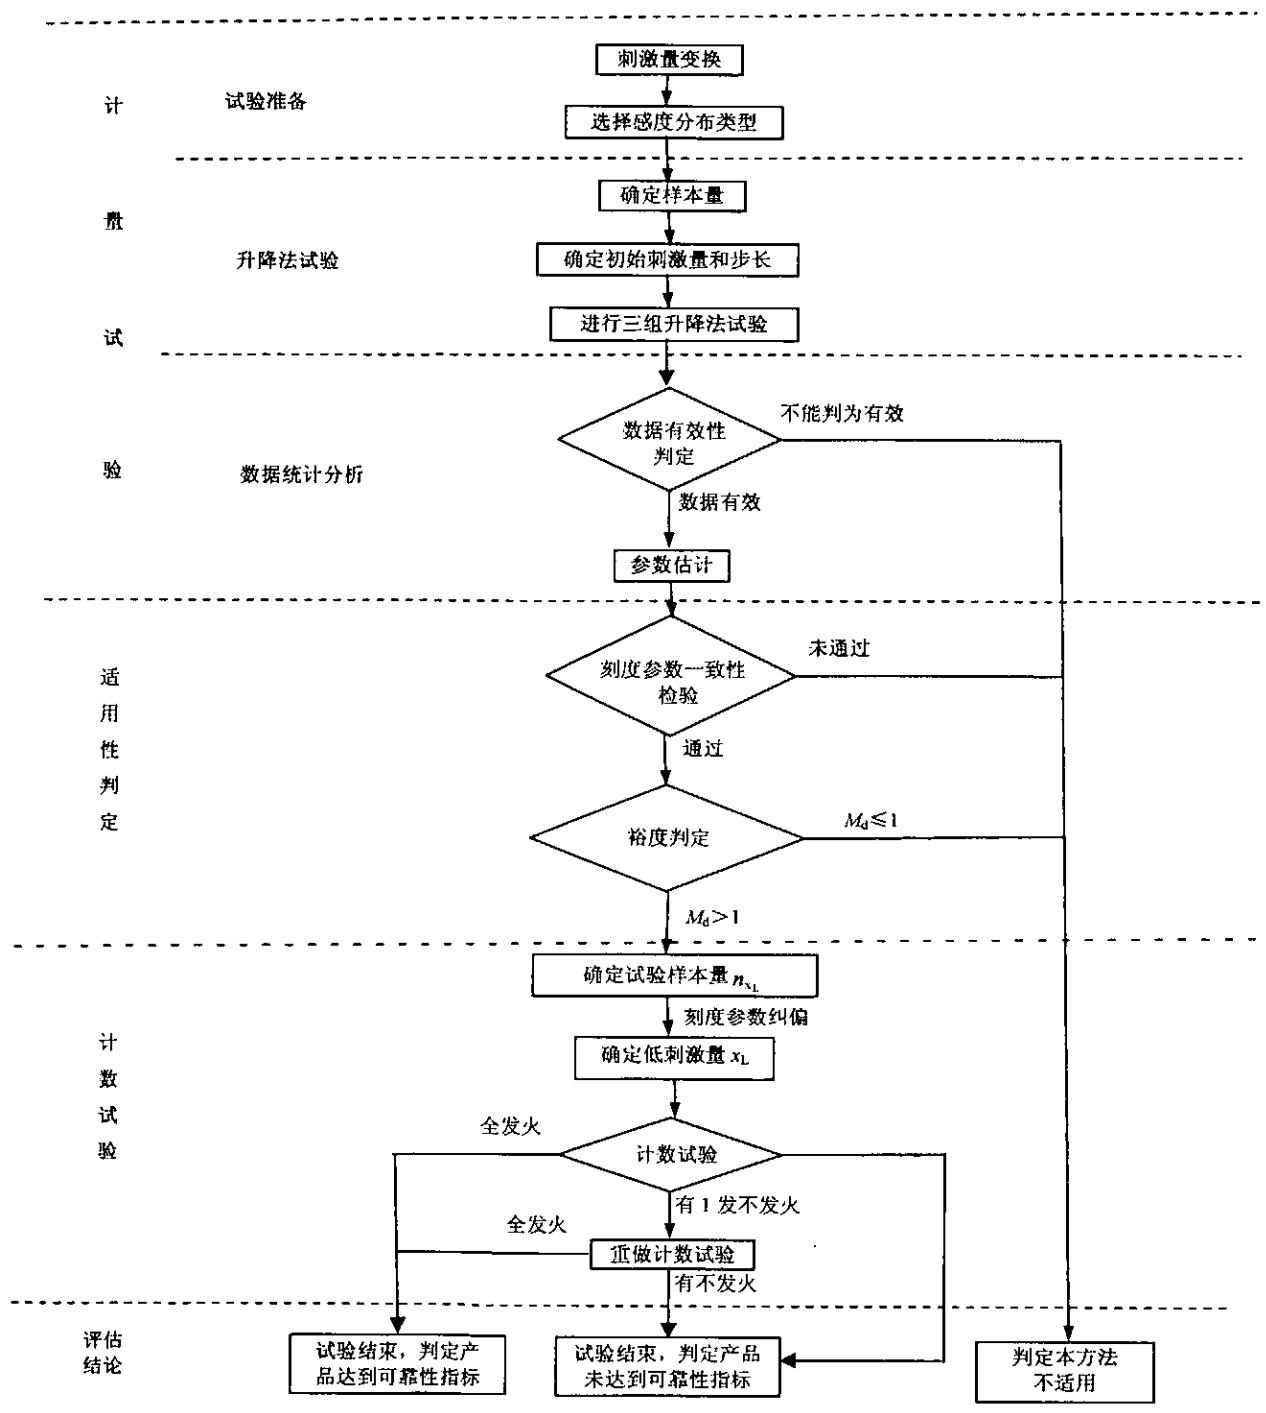 刺激量变换
计
试验准备
选择感度分布类型
确定样本量
量
升降法试验
确定初始刺激量和步长
试
进行三组升降法试验
数据有效性
判定
不能判为有效
验
数据统计分析
数据有效
参数估计
适
用
性
判
定
刻度参数一致性
检验
未通过
通过
裕度判定
Md≤1
Md>1
确定试验样本量 nxL
刻度参数纠偏
计
数
试
验
确定低刺激量 xL
全发火
计数试验
有 1 发不发火
全发火
重做计数试验
有不发火
评估
结论
试验结束，判定产
品达到可靠性指标
试验结束，判定产品
未达到可靠性指标
判定本方法
不适用